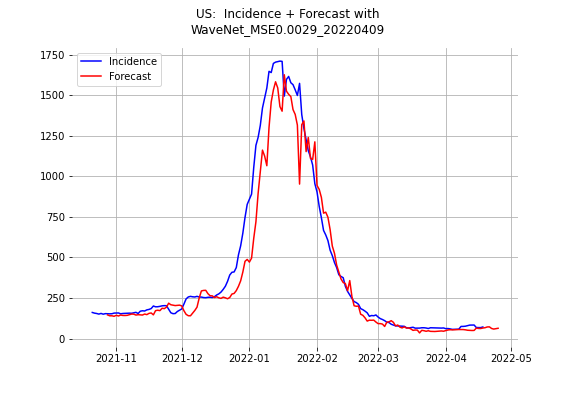 US:  Incidence + Forecast with
WaveNet_MSE0.0029_20220409
Incidence
Forecast
1750
1500
1250
1000
750
500
250
0
2021-11 2021-12 2022-01 2022-02 2022-03 2022-04 2022-05